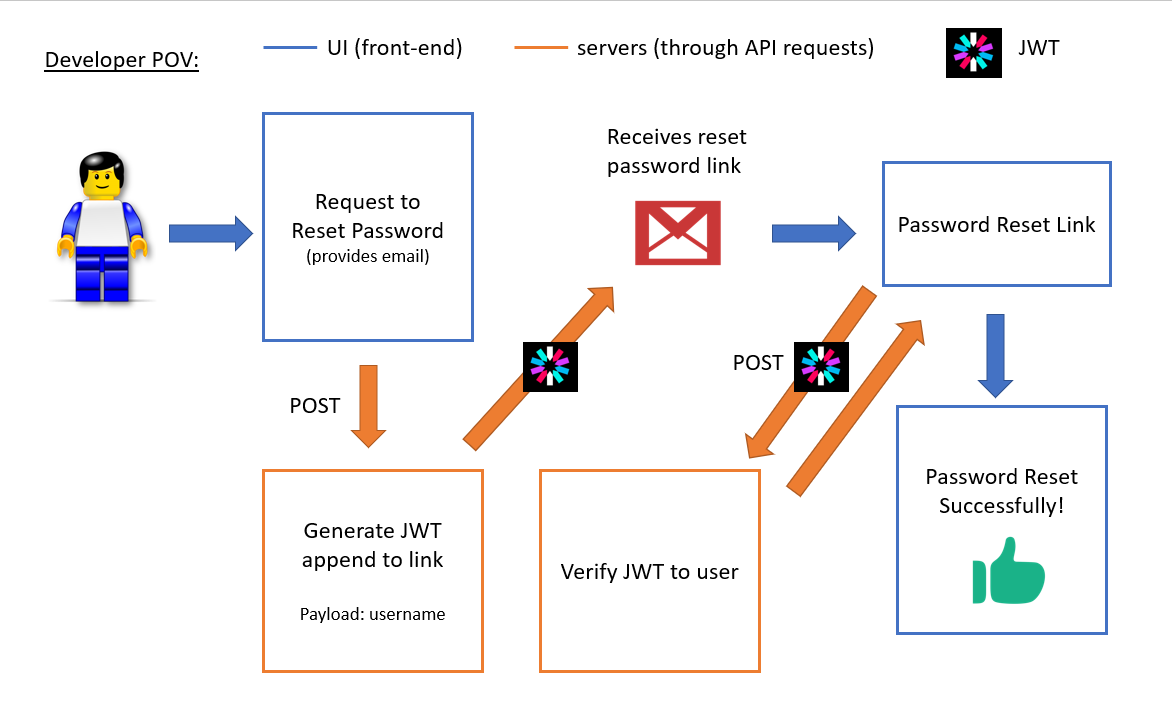 Developer POV:
UI (front-end)
servers (through API requests)
JWT
Request to
Reset Password
(provides email)
Receives reset
password link
Password Reset Link
POST
POST
Generate JWT
append to link
Payload: username
Verify JWT to user
Password Reset
Successfully!